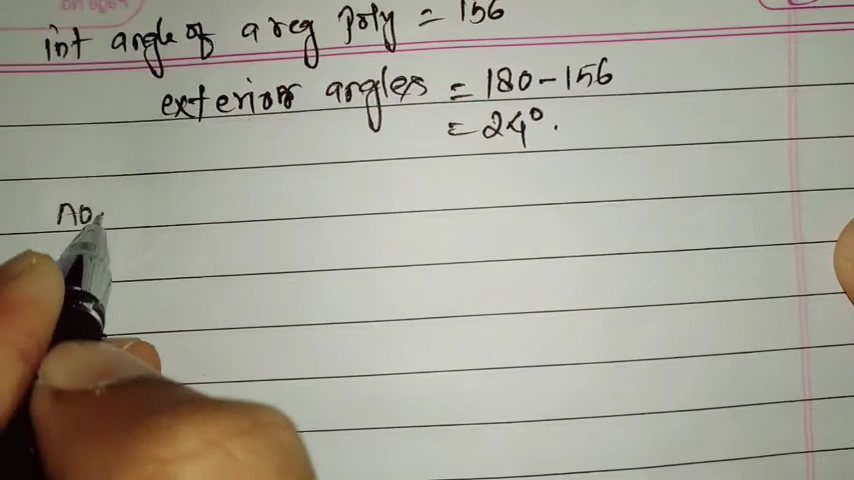 int angle of a reg poly = 156
exterior angles = 180-156
= 24°.
no